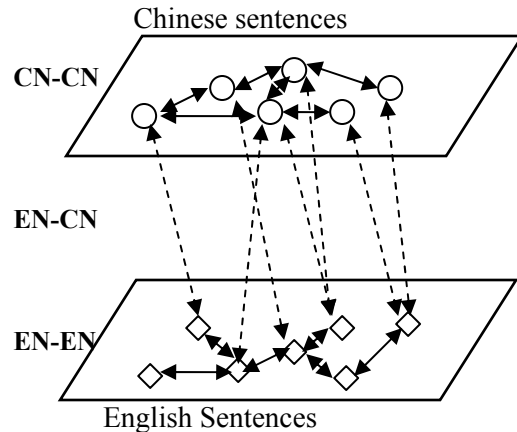 Chinese sentences
CN-CN
EN-CN
EN-EN
English Sentences